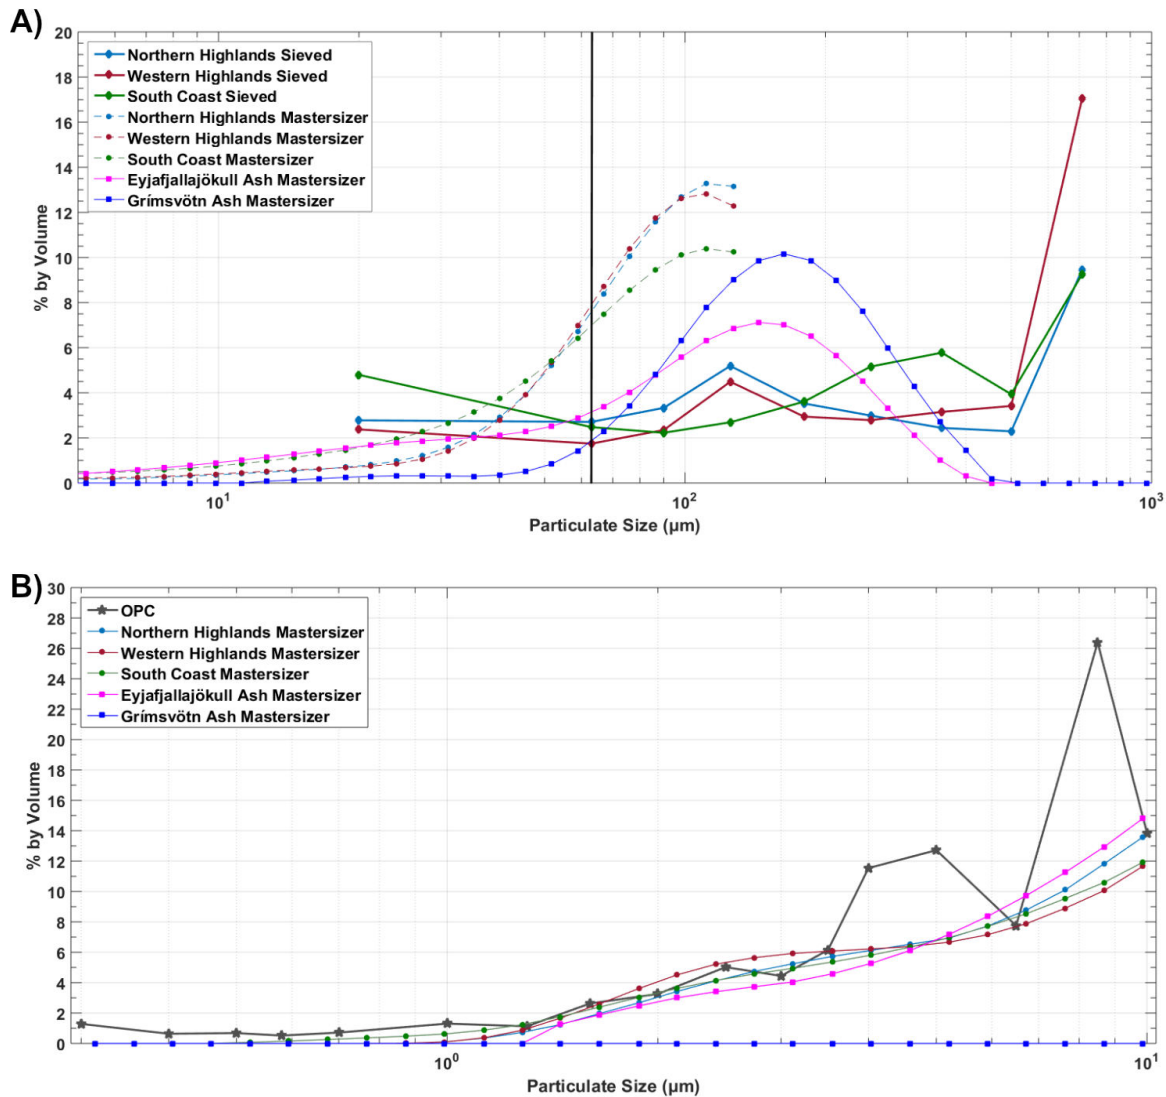 A)
20
18
16
14
12
10
8
6
4
2
0
% by Volume
Northern Highlands Sieved
Western Highlands Sieved
South Coast Sieved
Northern Highlands Mastersizer
Western Highlands Mastersizer
South Coast Mastersizer
Eyjafjallajökull Ash Mastersizer
Grímsvötn Ash Mastersizer
10¹ 10² 10³
Particulate Size (µm)
B)
30
28
26
24
22
20
18
16
14
12
10
8
6
4
2
0
% by Volume
OPC
Northern Highlands Mastersizer
Western Highlands Mastersizer
South Coast Mastersizer
Eyjafjallajökull Ash Mastersizer
Grímsvötn Ash Mastersizer
10⁰ 10¹
Particulate Size (µm)